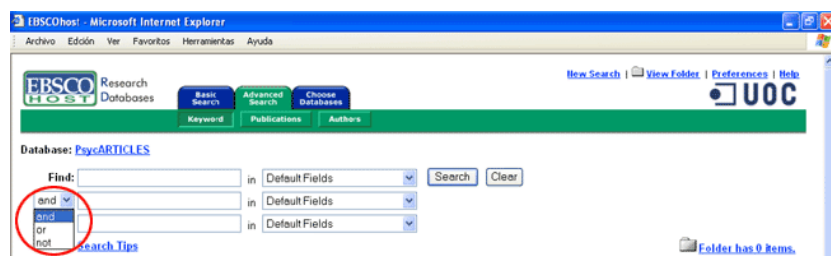 EBSCOhost - Microsoft Internet Explorer
Archivo Edición Ver Favoritos Herramientas Ayuda
New Search | View Folder | Preferences | Help
EBSCO HOST Research Databases
Basic Search Advanced Search Choose Databases
UOC
Keyword Publications Authors
Database: PsycARTICLES
Find: in Default Fields Search Clear
and in Default Fields
and
or in Default Fields
not Search Tips
Folder has 0 items.